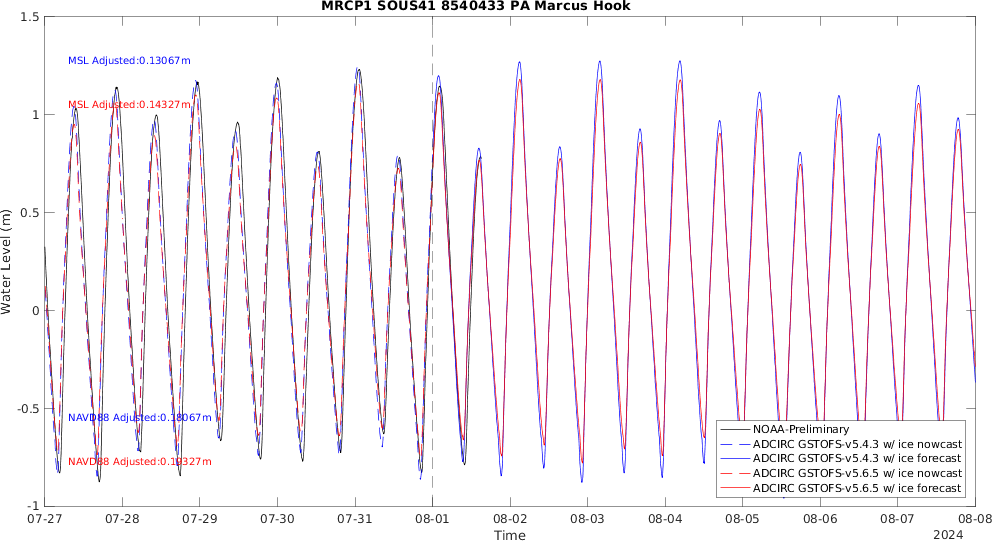 MRCP1 SOUS41 8540433 PA Marcus Hook
1.5
MSL Adjusted:0.13067m
MSL Adjusted:0.14327m
1
0.5
Water Level (m)
0
-0.5
NAVD88 Adjusted:0.18067m
NAVD88 Adjusted:0.19327m
NOAA-Preliminary
ADCIRC GSTOFS-v5.4.3 w/ ice nowcast
ADCIRC GSTOFS-v5.4.3 w/ ice forecast
ADCIRC GSTOFS-v5.6.5 w/ ice nowcast
ADCIRC GSTOFS-v5.6.5 w/ ice forecast
-1
07-27 07-28 07-29 07-30 07-31 08-01 08-02 08-03 08-04 08-05 08-06 08-07 08-08
Time
2024